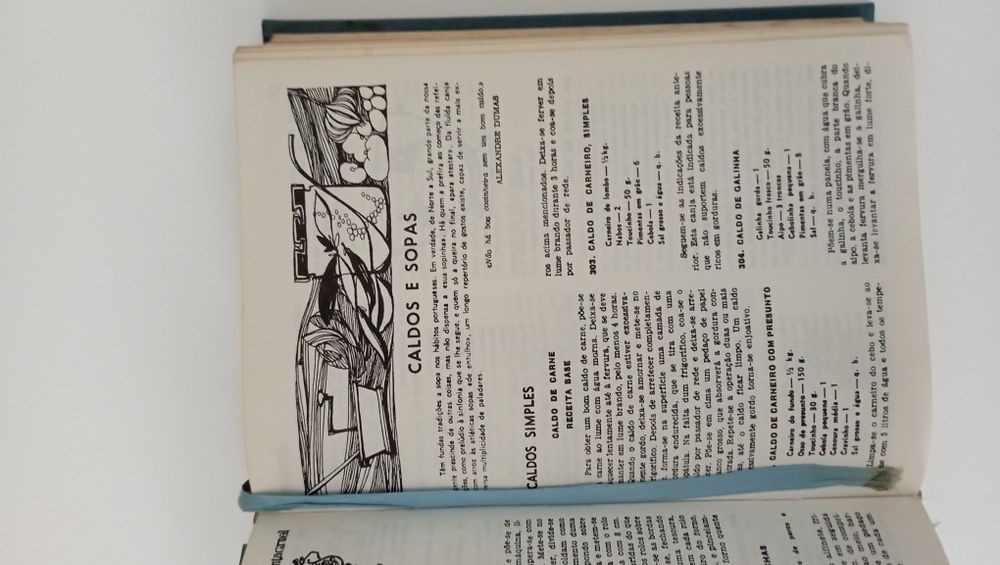 CALDOS E SOPAS
Têm fundas tradições a sopa nos hábitos portugueses. Em verdade, de Norte a Sul, grande parte da nossa
gente prescinde de outras coisas, mas não dispensa a «sua sopinha». Há quem a prefira ao começo das refei-
ções, como prelúdio à sinfonia que se lhe segue, e quem só a queira no final, «para atestar». Da fluida canja
com arroz às atléticas sopas «de entulho», um longo repertório de gostos existe, capaz de servir a mais ex-
tensa multiplicidade de paladares.
«Não há boa cozinheira sem um bom caldo.»
ALEXANDRE DUMAS
CALDOS SIMPLES
CALDO DE CARNE
RECEITA BASE
Para obter um bom caldo de carne, põe-se
a carne ao lume com água morna. Deixa-se
aquecer lentamente até à fervura, que se deve
manter em lume brando, pelo menos 4 horas.
Quando o caldo de carne estiver excessiva-
mente gordo, deixa-se amornar e mete-se no
frigorífico. Depois de arrefecer completamen-
te, forma-se na superfície uma camada de
gordura endurecida, que se tira com uma
espátula. Na falta dum frigorífico, coa-se o
caldo por passador de rede e deixa-se arre-
fecer. Põe-se em cima um pedaço de papel
grosso, que absorverá a gordura con-
Repete-se a operação duas ou mais
até o caldo ficar limpo. Um caldo
excessivamente gordo torna-se enjoativo.
CALDO DE CARNEIRO COM PRESUNTO
Carneiro do fundo — ½ kg.
Osso de presunto — 150 g.
Toucinho — 30 g.
Cebola pequena — 1
Cenoura média — 1
Cravinho — 1
Sal grosso e água — q. b.
Limpa-se o carneiro do sebo e leva-se ao
com 3 litros de água e todos os tempe-
ros acima mencionados. Deixa-se ferver em
lume brando durante 3 horas e coa-se depois
por passador de rede.
303. CALDO DE CARNEIRO, SIMPLES
Carneiro do lombo — ½ kg.
Nabos — 2
Toucinho — 50 g.
Pimentas em grão — 6
Cebola — 1
Sal grosso e água — q. b.
Seguem-se as indicações da receita ante-
rior. Esta canja está indicada para pessoas
que não suportem caldos excessivamente
ricos em gorduras.
304. CALDO DE GALINHA
Galinha gorda — 1
Toucinho fresco — 50 g.
Aipo — 3 troncos
Cebolinha pequena — 1
Pimentas em grão — 8
Sal — q. b.
Põem-se numa panela, com água que cubra
a galinha, o toucinho, a parte branca do
aipo, a cebola e as pimentas em grão. Quando
levanta fervura mergulha-se a galinha, dei-
xa-se levantar a fervura em lume forte, di-